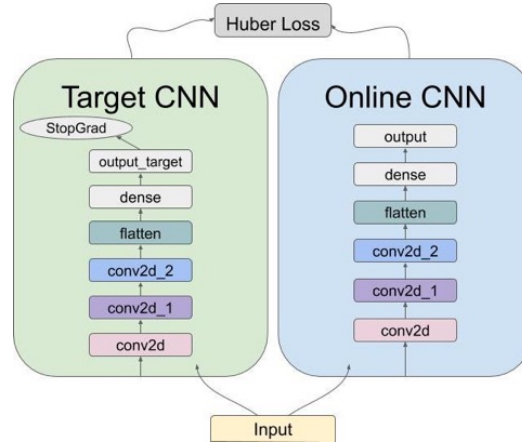 Huber Loss
Target CNN
StopGrad
output_target
dense
flatten
conv2d_2
conv2d_1
conv2d
Online CNN
output
dense
flatten
conv2d_2
conv2d_1
conv2d
Input